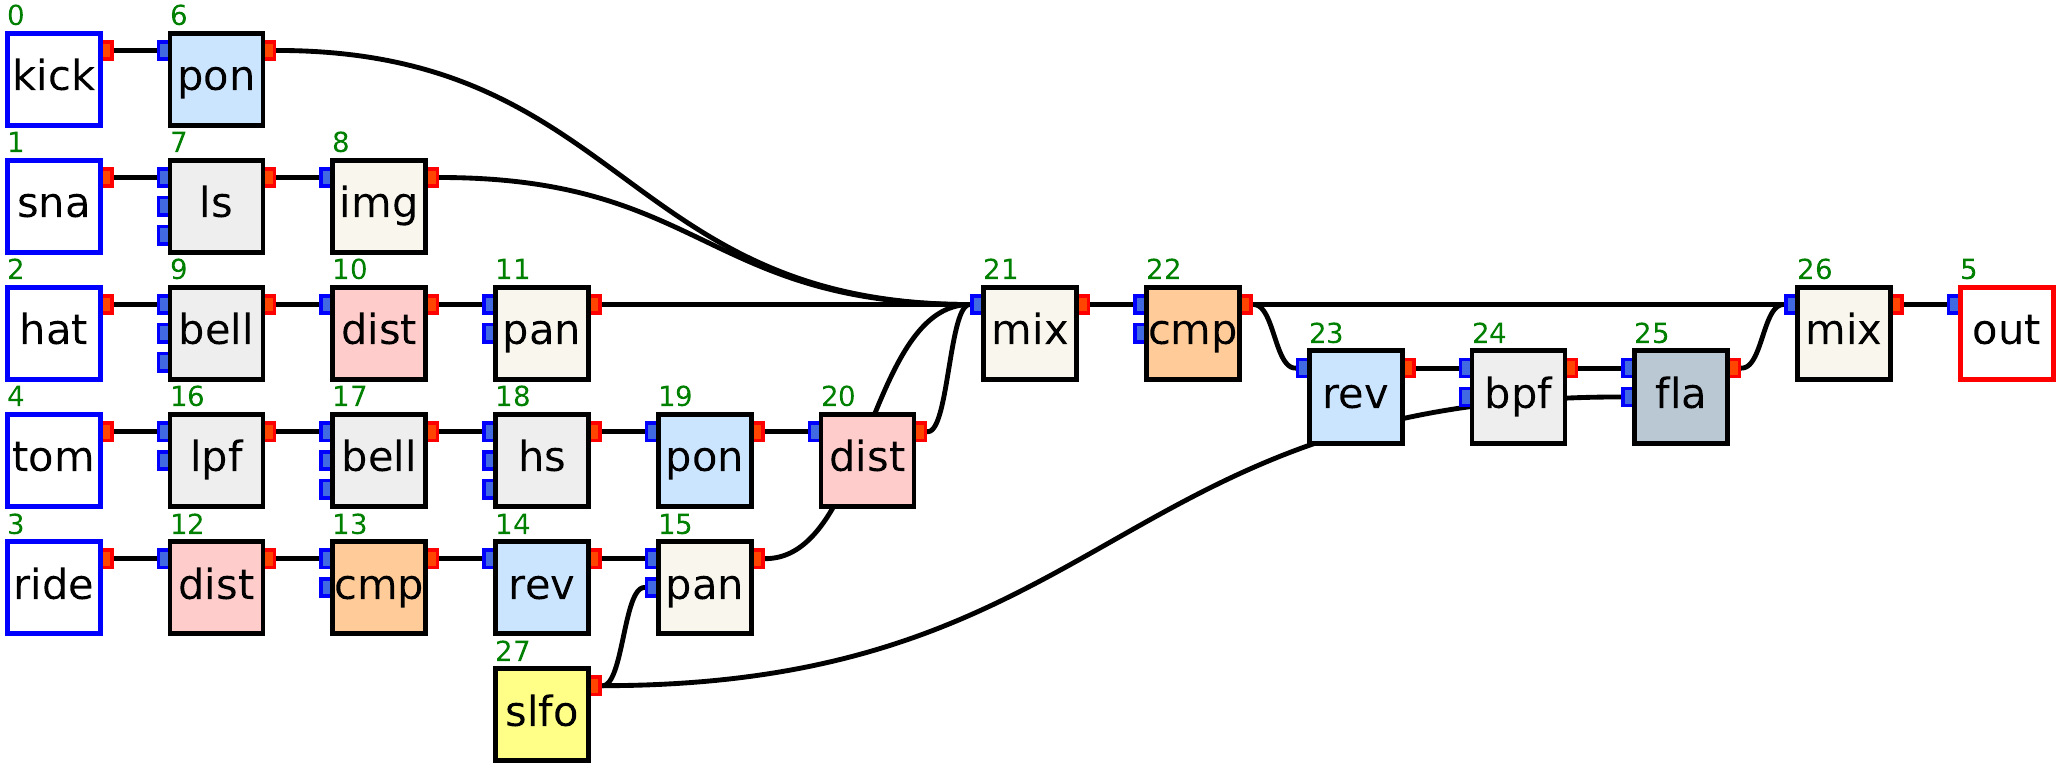 0 6
kick pon
1 7 8
sna ls img
2 9 10 11 21 22 26 5
hat bell dist pan mix cmp mix out
23 24 25
rev bpf fla
4 16 17 18 19 20
tom lpf bell hs pon dist
3 12 13 14 15
ride dist cmp rev pan
27
slfo